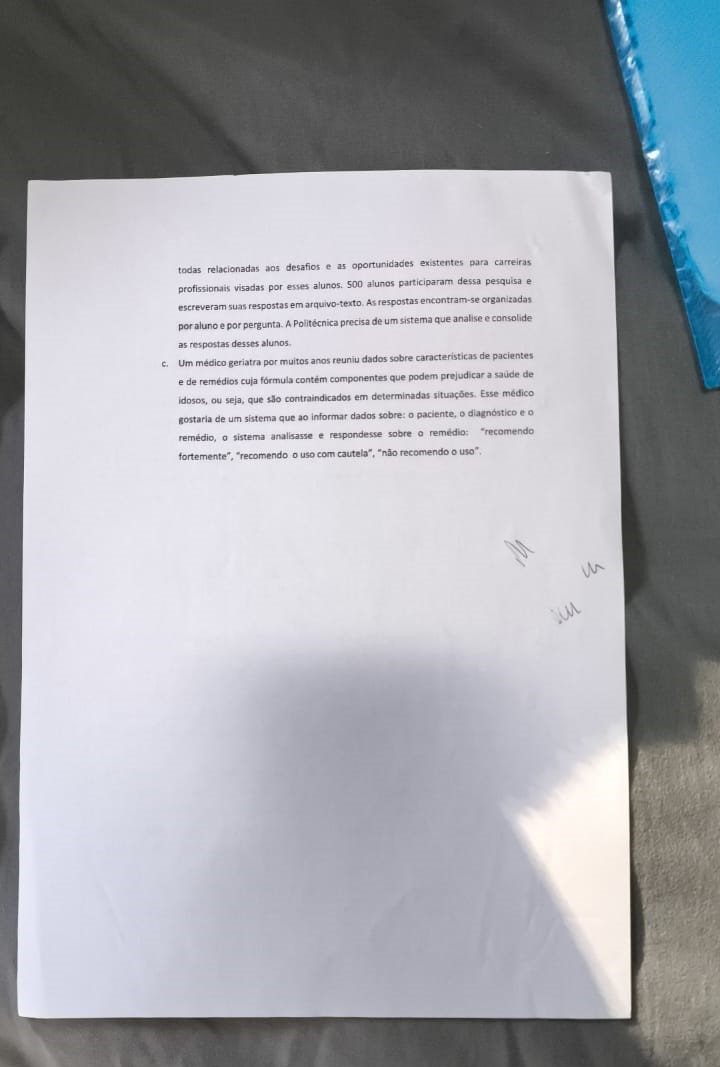 todas relacionadas aos desafios e as oportunidades existentes para carreiras
profissionais visadas por esses alunos. 500 alunos participaram dessa pesquisa e
escreveram suas respostas em arquivo-texto. As respostas encontram-se organizadas
por aluno e por pergunta. A Politécnica precisa de um sistema que analise e consolide
as respostas desses alunos.
c. Um médico geriatra por muitos anos reuniu dados sobre características de pacientes
e de remédios cuja fórmula contém componentes que podem prejudicar a saúde de
idosos, ou seja, que são contraindicados em determinadas situações. Esse médico
gostaria de um sistema que ao informar dados sobre: o paciente, o diagnóstico e o
remédio, o sistema analisasse e respondesse sobre o remédio: "recomendo
fortemente", "recomendo o uso com cautela", "não recomendo o uso".